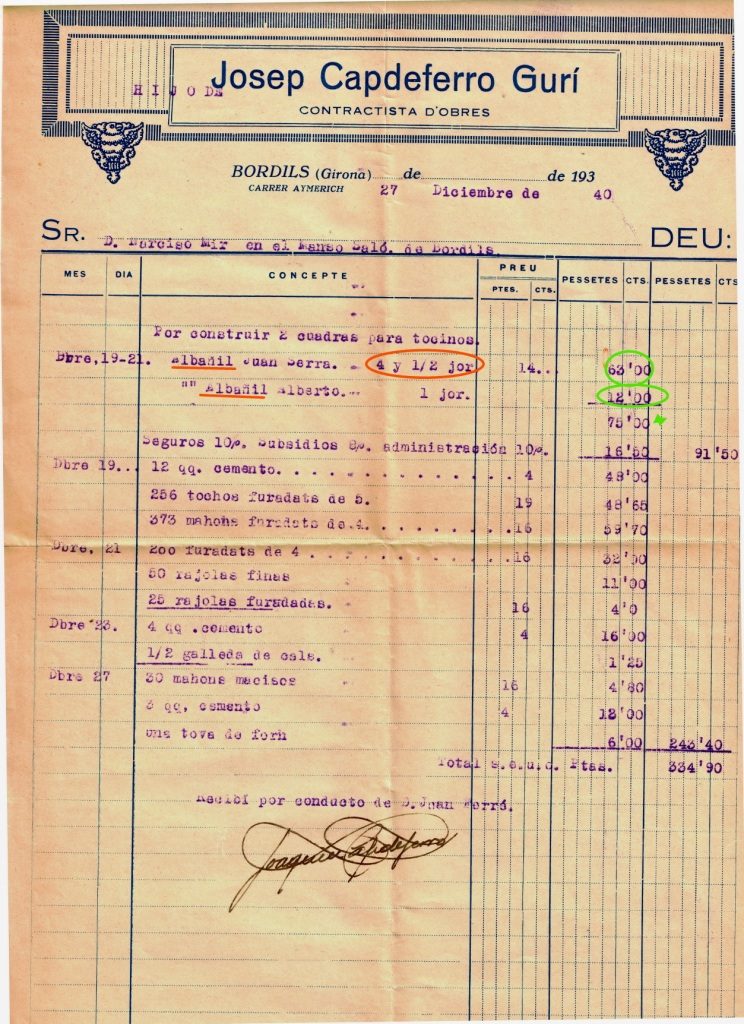 HIJO DE
Josep Capdeferro Gurí
CONTRACTISTA D'OBRES
BORDILS (Girona) de de 193
CARRER AYMERICH 27 Diciembre de 40
SR. D. Narciso Mir en el Manso Baló. de Bordils. DEU:
MES DIA CONCEPTE PREU PTES. CTS. PESSETES CTS. PESSETES CTS
Por construir 2 cuadras para tocinos.
Dbre, 19-21. Albañil Juan Serra. 4 y 1/2 jor 14... 63'00
"" Albañil Alberto. 1 jor. 12'00
75'00
Seguros 10%, Subsidios 8%. administración 10%. 16'50 91'50
Dbre 19... 12 qq. cemento. . . . . . . . . . . . . 4 48'00
256 tochos furadats de 5. 19 48'65
373 mahons furadats de 4. . . . . . . . . . 16 59'70
Dbre, 21 200 furadats de 4 . . . . . . . . . . . . 16 32'00
50 rajolas finas 11'00
25 rajolas furadadas. 16 4'0
Dbre 23. 4 qq .cemento 4 16'00
1/2 galleda de cals. 1'25
Dbre 27 30 mahons macisos 16 4'80
3 qq, cemento 4 12'00
una tova de forn 6'00 243'40
Total s.e.u.o. Ptas. 334'90
Recibí por conducto de D. Juan Ferró.
Joaquín Capdeferro